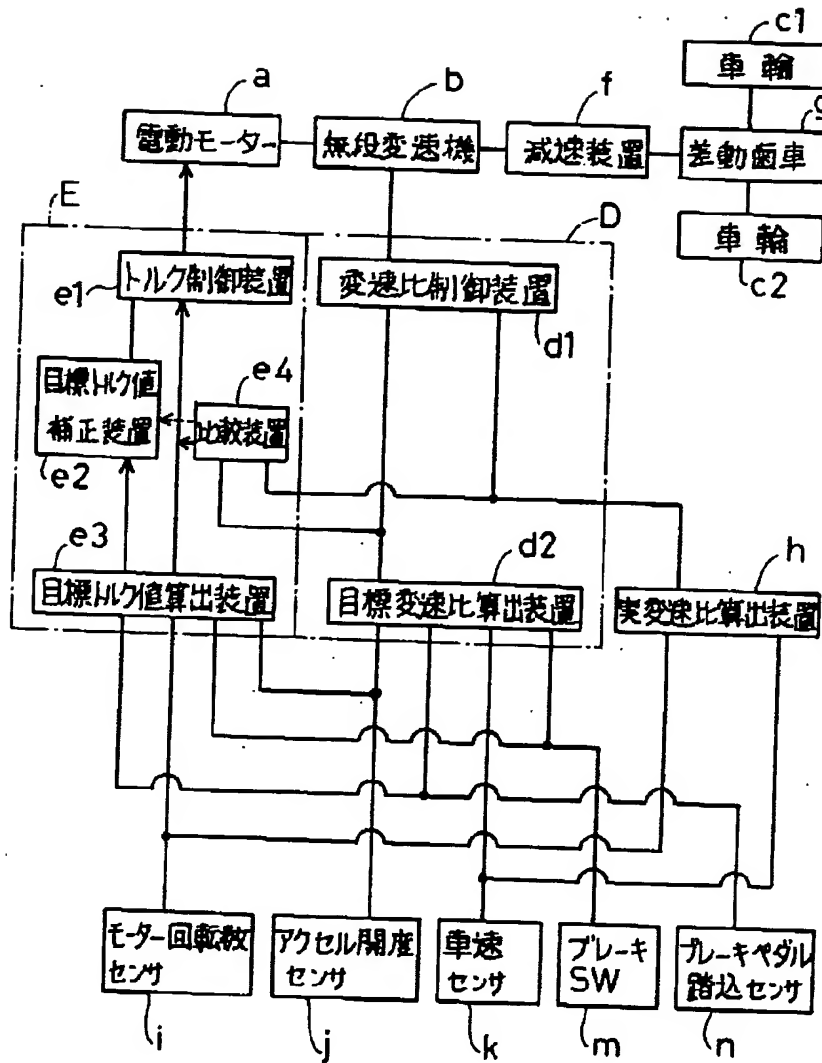 c1
車輪
a
b
f
g
電動モーター
無段変速機
減速装置
差動歯車
E
D
車輪
c2
e1
トルク制御装置
変速比制御装置
d1
目標トルク値
補正装置
e4
比較装置
e2
e3
d2
h
目標トルク値算出装置
目標変速比算出装置
実変速比算出装置
モーター回転数
センサ
アクセル開度
センサ
車速
センサ
ブレーキ
SW
ブレーキペダル
踏込センサ
i
j
k
m
n